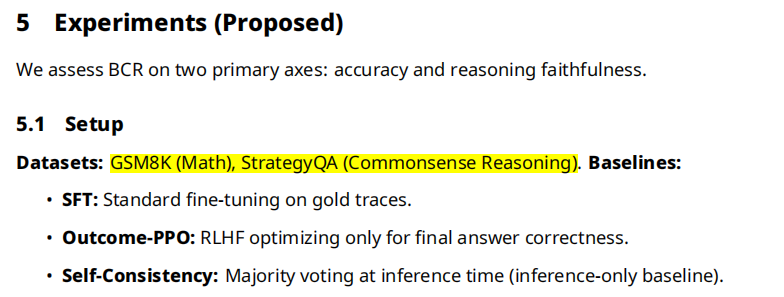 5 Experiments (Proposed)
We assess BCR on two primary axes: accuracy and reasoning faithfulness.
5.1 Setup
Datasets: GSM8K (Math), StrategyQA (Commonsense Reasoning). Baselines:
• SFT: Standard fine-tuning on gold traces.
• Outcome-PPO: RLHF optimizing only for final answer correctness.
• Self-Consistency: Majority voting at inference time (inference-only baseline).